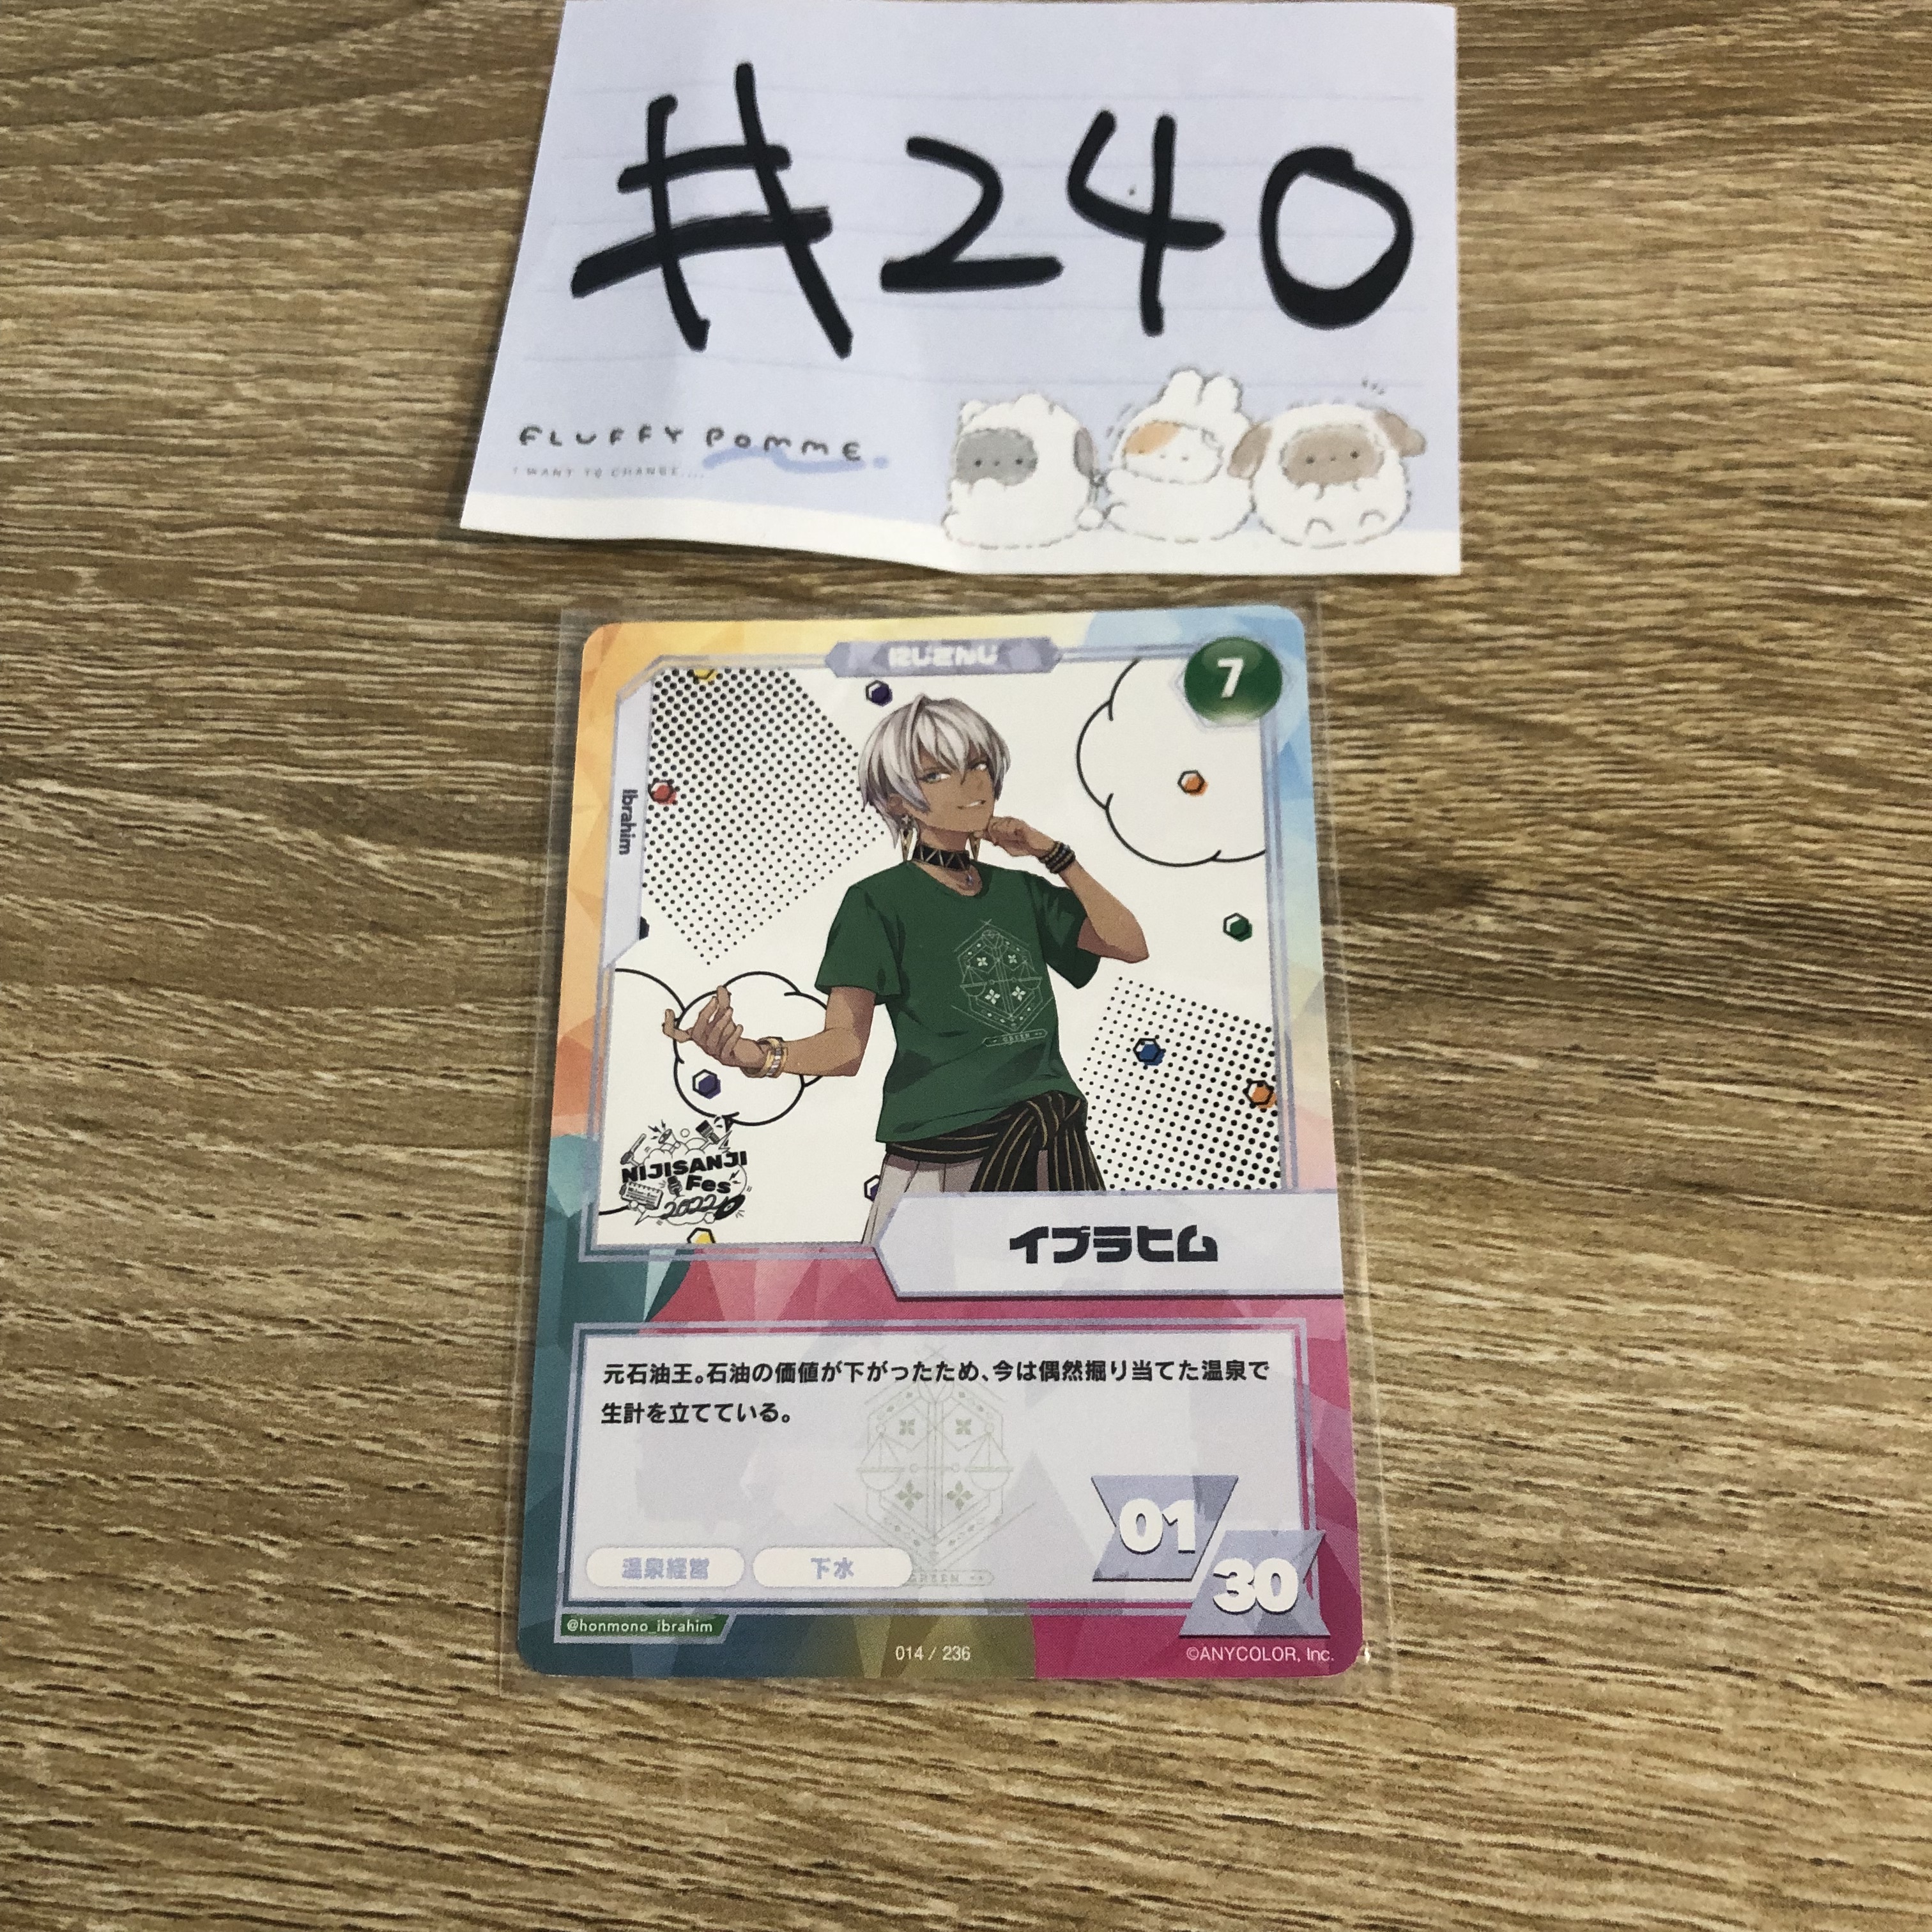 #240
FLUFFY POMME.
I WANT TO CHANGE....
にじさんじ
7
Ibrahim
GREEN
NIJISANJI
Fes
2022
イブラヒム
元石油王。石油の価値が下がったため、今は偶然掘り当てた温泉で
生計を立てている。
01
30
温泉経営
下水
GREEN
@honmono_ibrahim
014 / 236
©ANYCOLOR, Inc.